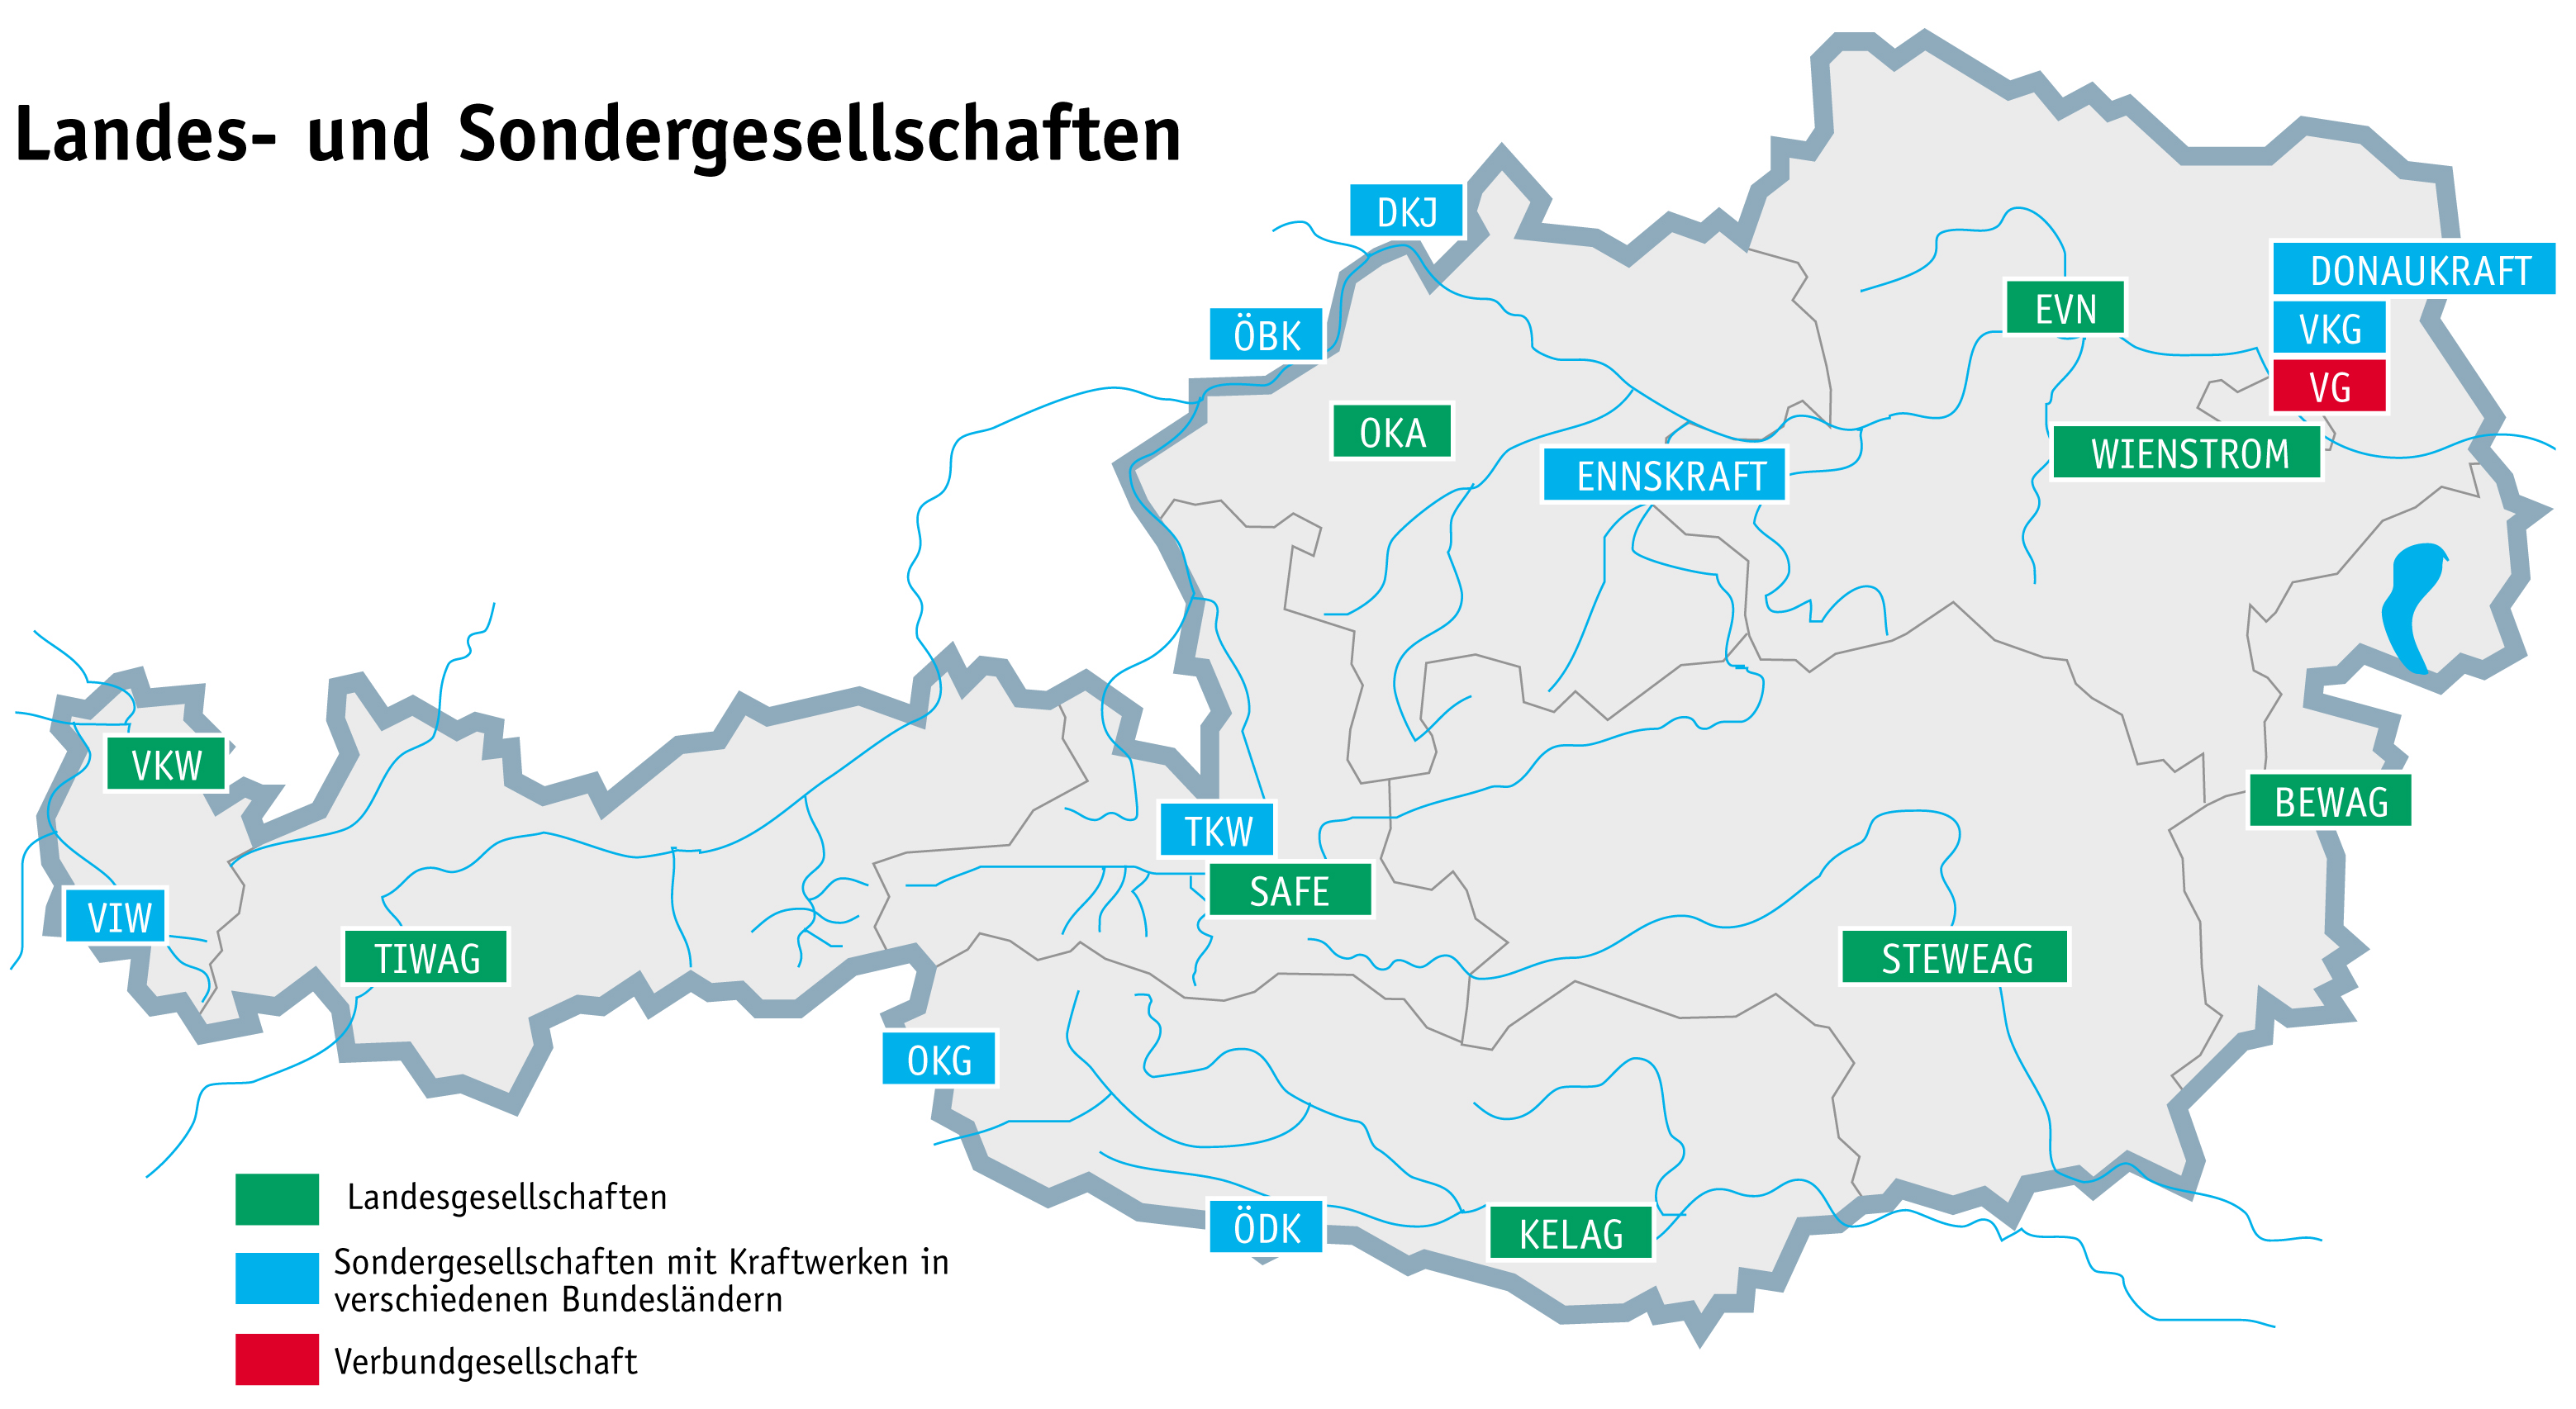 Landes- und Sondergesellschaften
DKJ
DONAUKRAFT
EVN
ÖBK
VKG
VG
OKA
WIENSTROM
ENNSKRAFT
VKW
BEWAG
TKW
SAFE
VIW
TIWAG
STEWEAG
OKG
ÖDK
KELAG
Landesgesellschaften
Sondergesellschaften mit Kraftwerken in
verschiedenen Bundesländern
Verbundgesellschaft